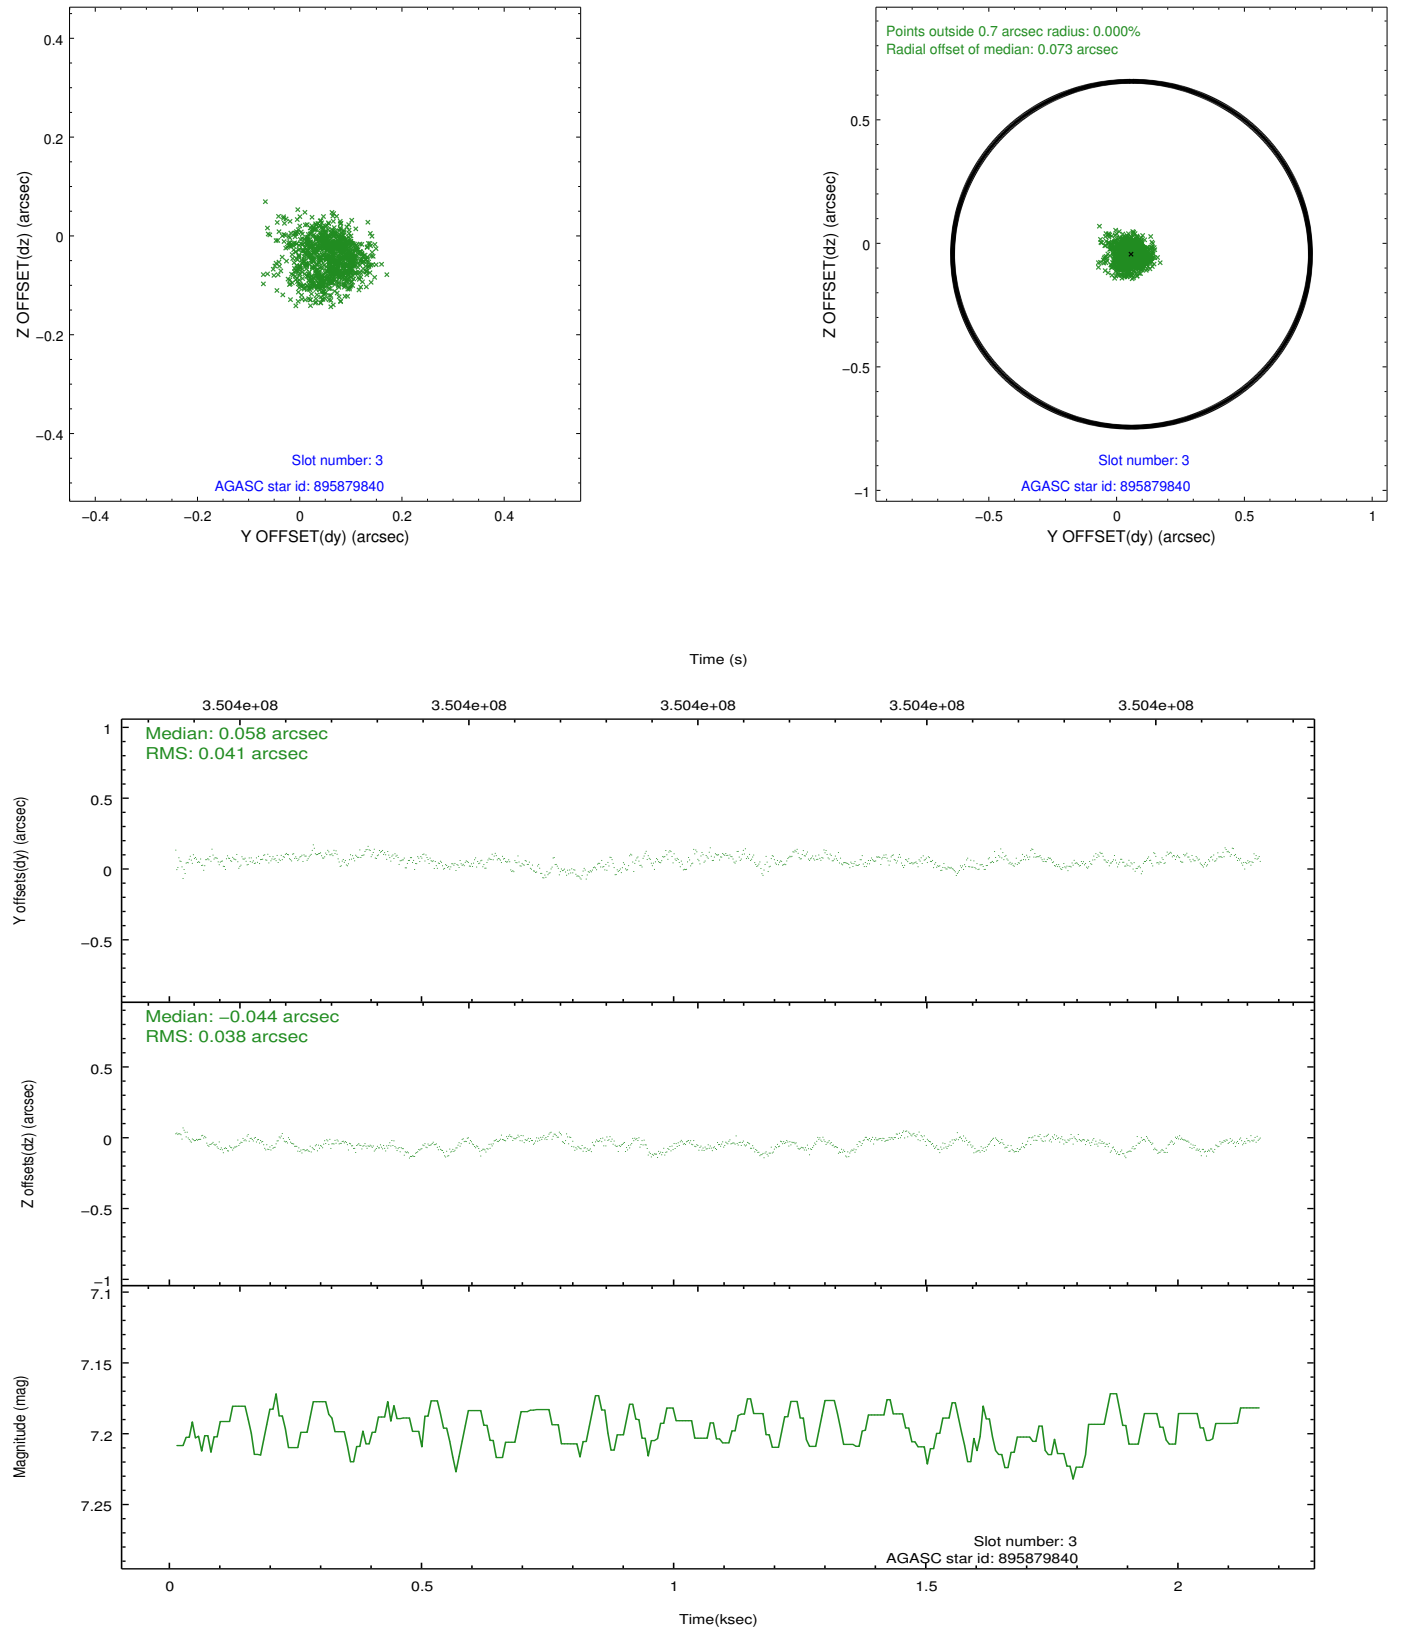 0.4
0.2
0
−0.2
−0.4
Z OFFSET(dz) (arcsec)
Slot number: 3
AGASC star id: 895879840
−0.4 −0.2 0 0.2 0.4
Y OFFSET(dy) (arcsec)
Points outside 0.7 arcsec radius: 0.000%
Radial offset of median: 0.073 arcsec
0.5
0
−0.5
−1
Z OFFSET(dz) (arcsec)
Slot number: 3
AGASC star id: 895879840
−0.5 0 0.5 1
Y OFFSET(dy) (arcsec)
Time (s)
3.504e+08 3.504e+08 3.504e+08 3.504e+08 3.504e+08
Median: 0.058 arcsec
RMS: 0.041 arcsec
1
0.5
0
−0.5
Y offsets(dy) (arcsec)
Median: −0.044 arcsec
RMS: 0.038 arcsec
0.5
0
−0.5
−1
Z offsets(dz) (arcsec)
7.1
7.15
7.2
7.25
Magnitude (mag)
Slot number: 3
AGASC star id: 895879840
0 0.5 1 1.5 2
Time(ksec)